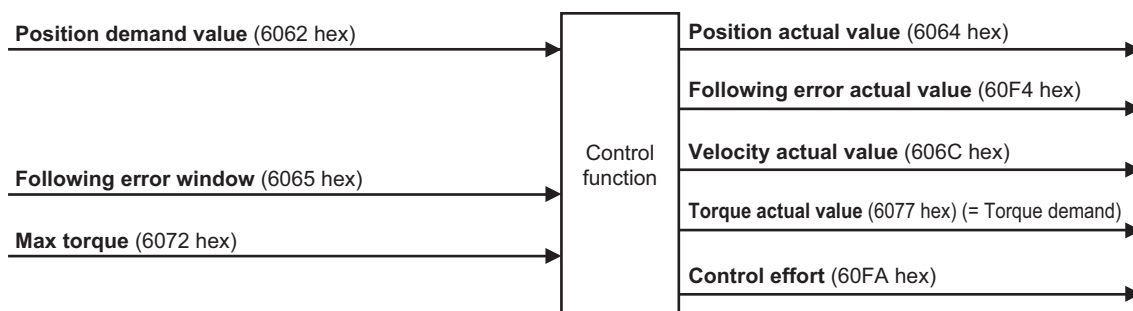 Position demand value (6062 hex)
Following error window (6065 hex)
Max torque (6072 hex)
Control
function
Position actual value (6064 hex)
Following error actual value (60F4 hex)
Velocity actual value (606C hex)
Torque actual value (6077 hex) (= Torque demand)
Control effort (60FA hex)